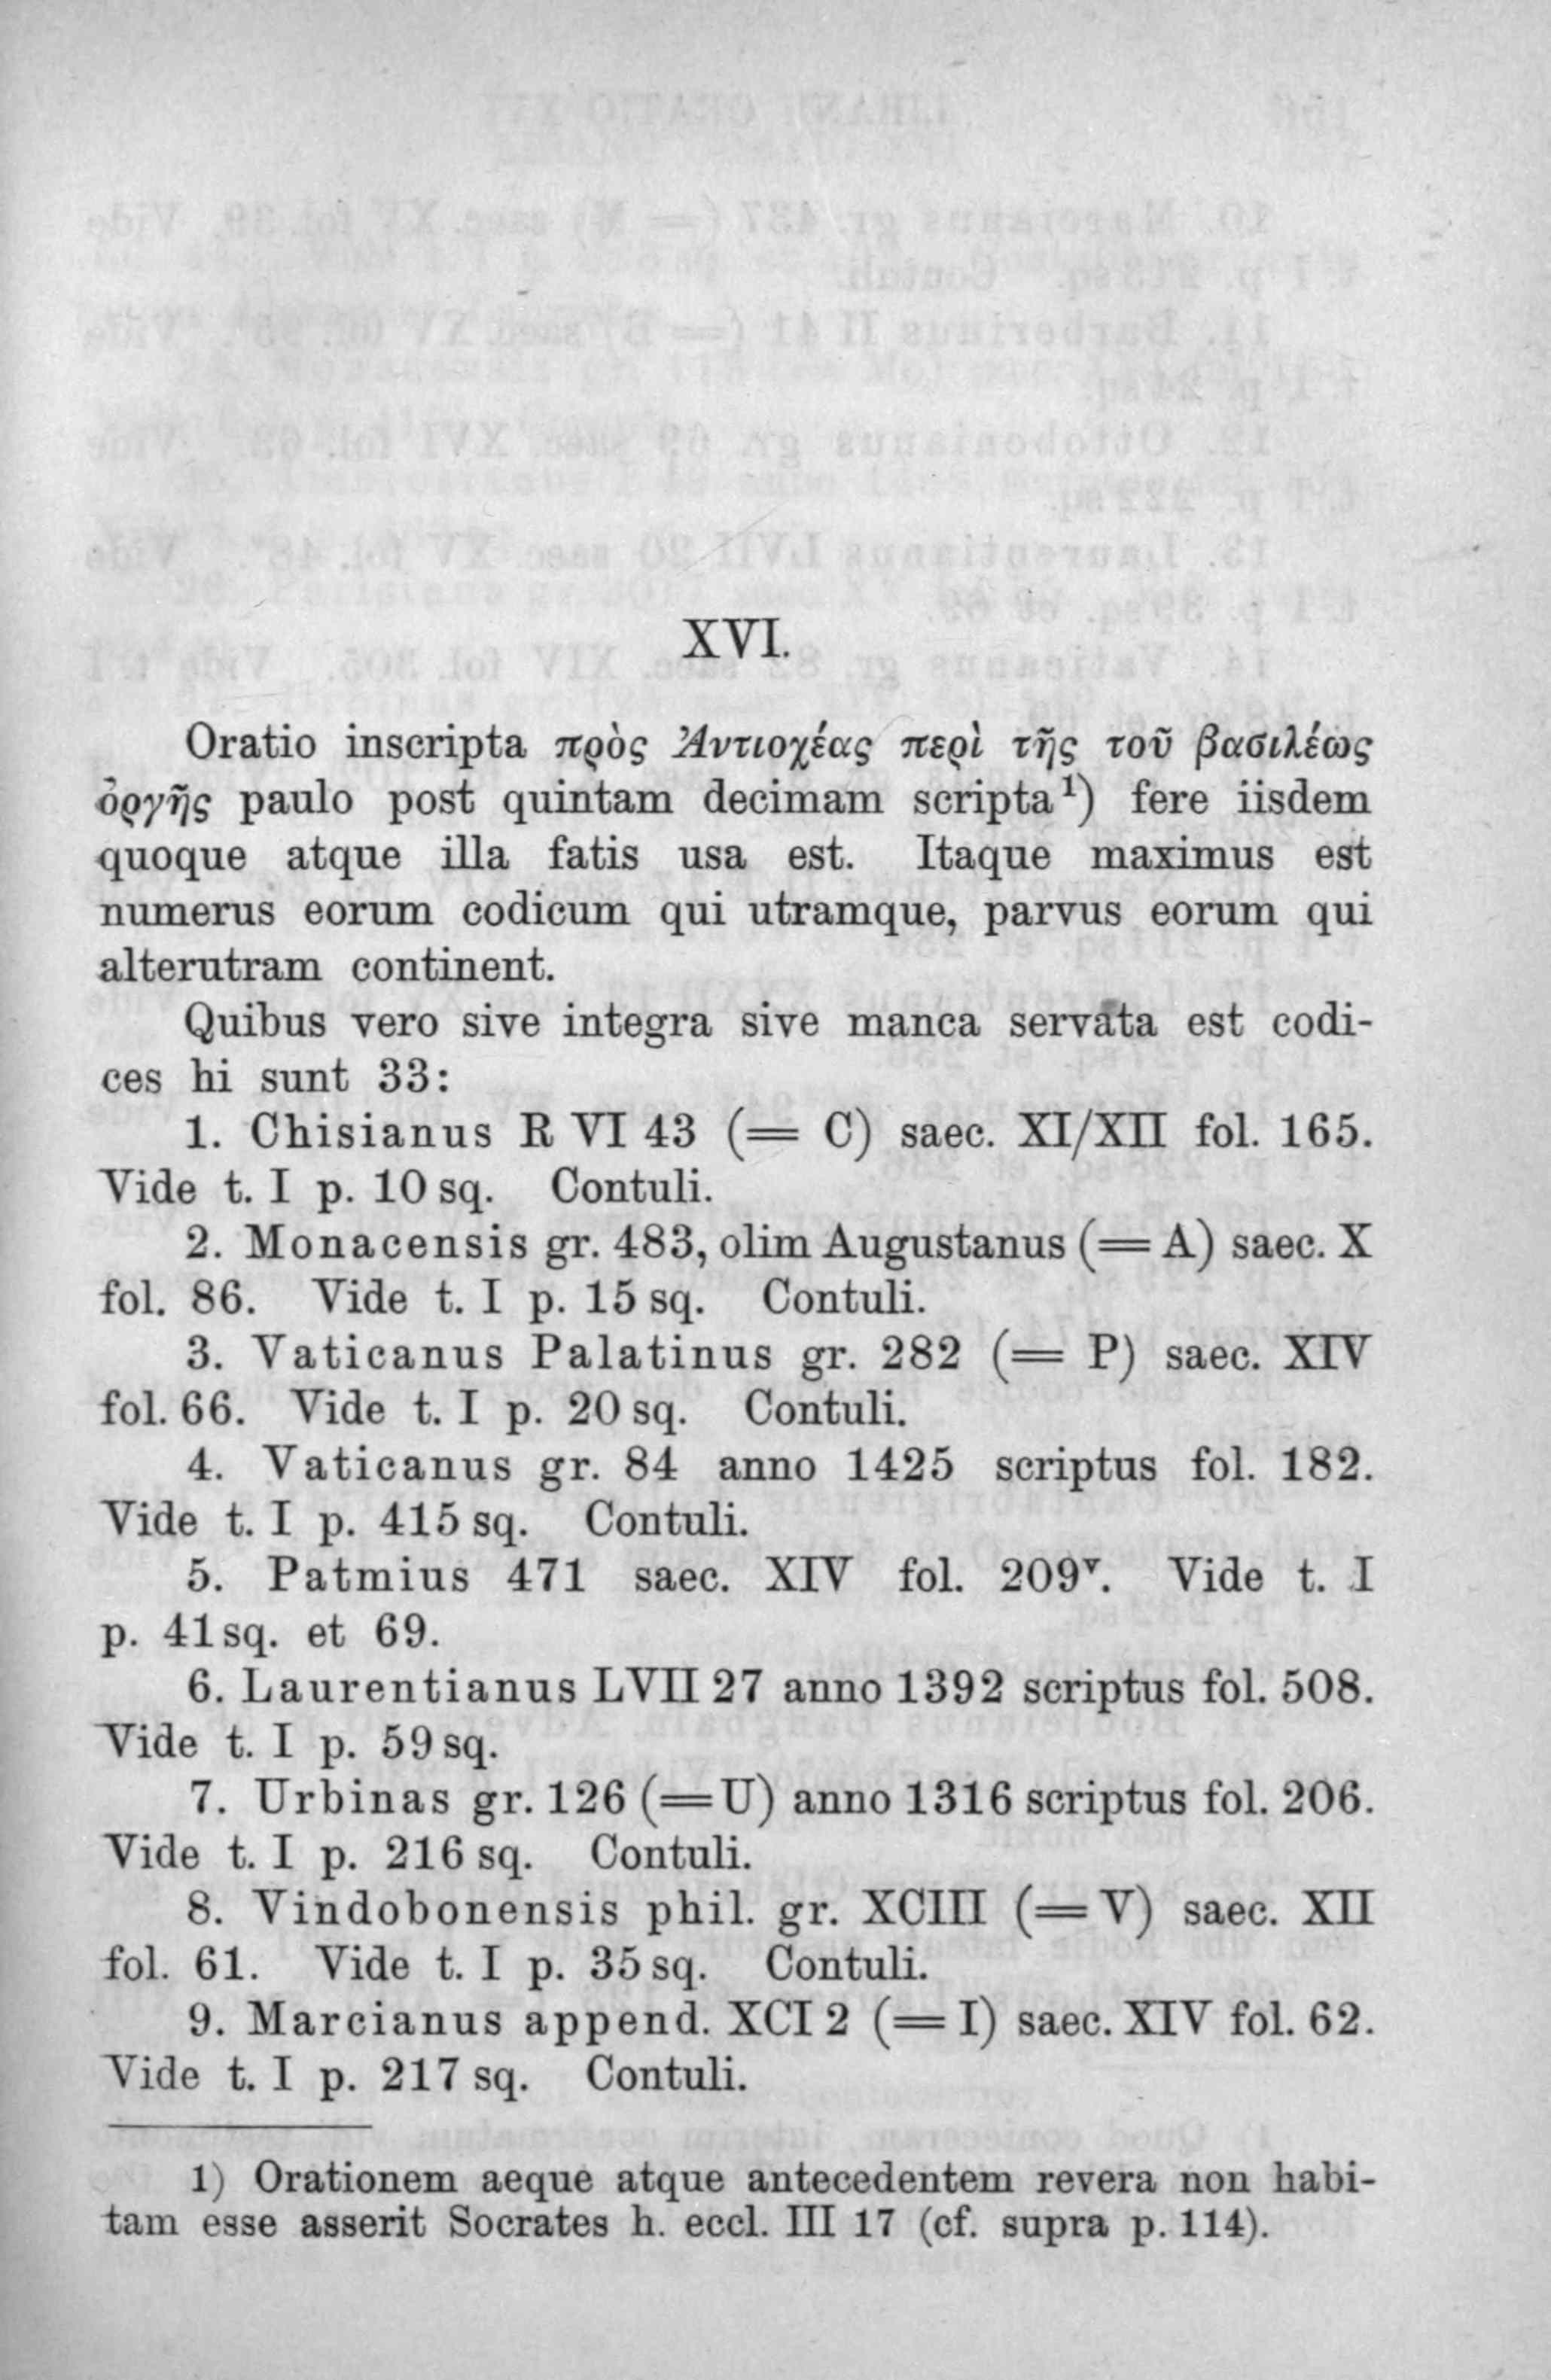 XVI.
Oratio inscripta πρὸς Ἀντιοχέας περὶ τῆς τοῦ βασιλέως
ὀργῆς paulo post quintam decimam scripta¹) fere iisdem
quoque atque illa fatis usa est. Itaque maximus est
numerus eorum codicum qui utramque, parvus eorum qui
alterutram continent.
Quibus vero sive integra sive manca servata est codi-
ces hi sunt 33:
1. Chisianus R VI 43 (= C) saec. XI/XII fol. 165.
Vide t. I p. 10 sq. Contuli.
2. Monacensis gr. 483, olim Augustanus (= A) saec. X
fol. 86. Vide t. I p. 15 sq. Contuli.
3. Vaticanus Palatinus gr. 282 (= P) saec. XIV
fol. 66. Vide t. I p. 20 sq. Contuli.
4. Vaticanus gr. 84 anno 1425 scriptus fol. 182.
Vide t. I p. 415 sq. Contuli.
5. Patmius 471 saec. XIV fol. 209ᵛ. Vide t. I
p. 41 sq. et 69.
6. Laurentianus LVII 27 anno 1392 scriptus fol. 508.
Vide t. I p. 59 sq.
7. Urbinas gr. 126 (= U) anno 1316 scriptus fol. 206.
Vide t. I p. 216 sq. Contuli.
8. Vindobonensis phil. gr. XCIII (= V) saec. XII
fol. 61. Vide t. I p. 35 sq. Contuli.
9. Marcianus append. XCI 2 (= I) saec. XIV fol. 62.
Vide t. I p. 217 sq. Contuli.
1) Orationem aeque atque antecedentem revera non habi-
tam esse asserit Socrates h. eccl. III 17 (cf. supra p. 114).